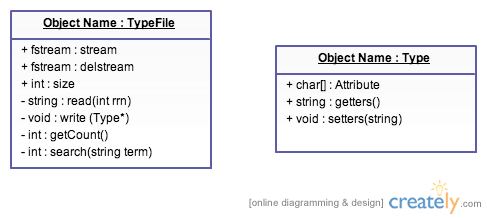 Object Name : TypeFile
+ fstream : stream
+ fstream : delstream
+ int : size
- string : read(int rrn)
- void : write (Type*)
- int : getCount()
- int : search(string term)
Object Name : Type
+ char[] : Attribute
+ string : getters()
+ void : setters(string)
[online diagramming & design] creately.com